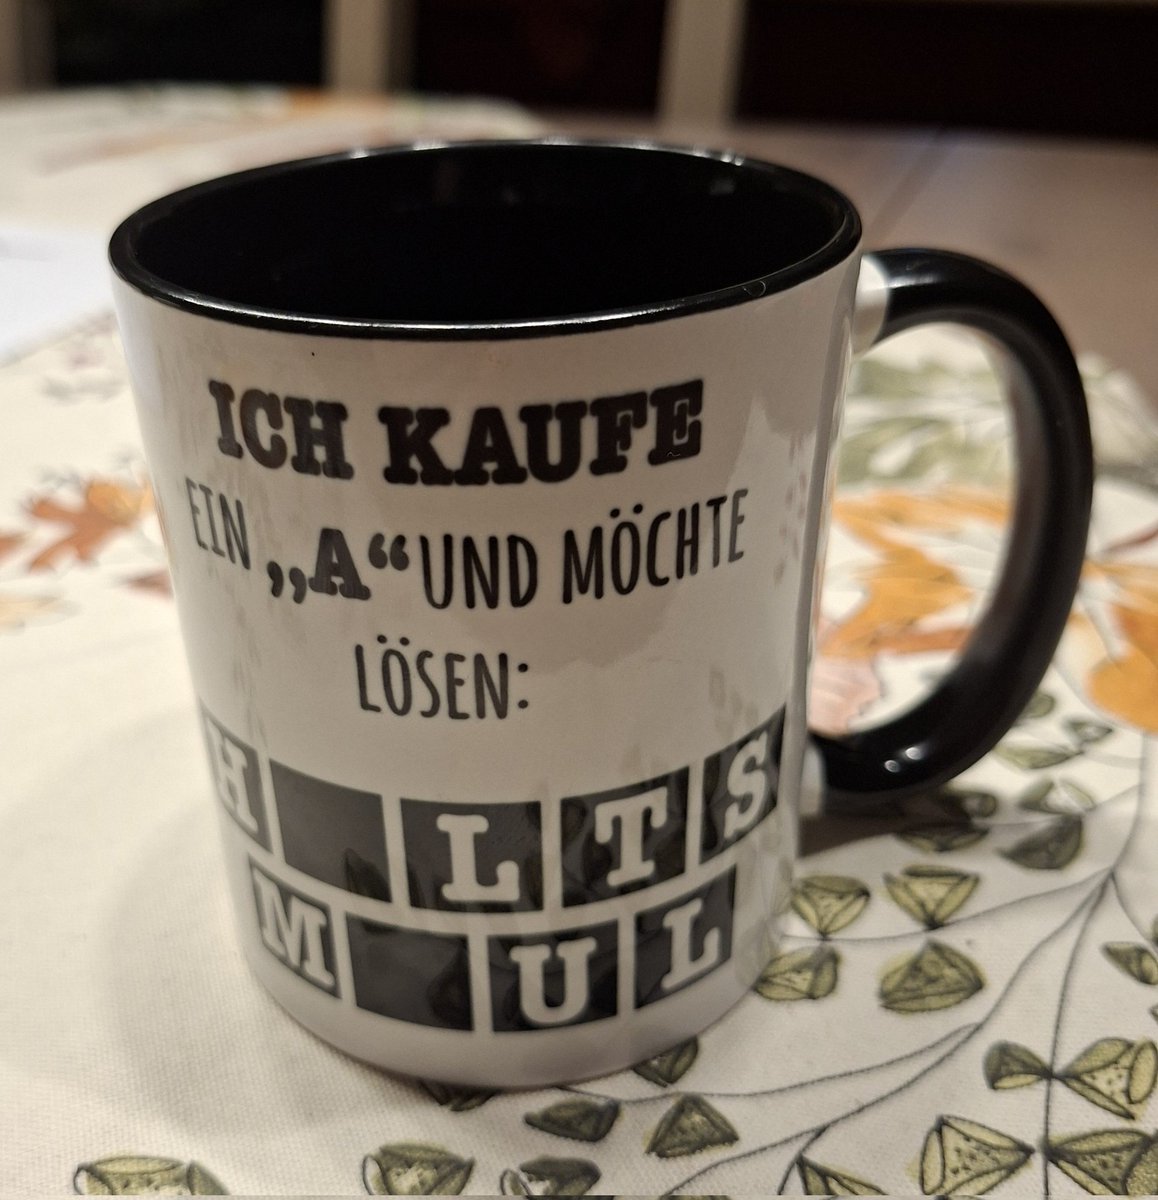 ICH KAUFE
EIN „A“ UND MÖCHTE
LÖSEN:
H LTS
M UL